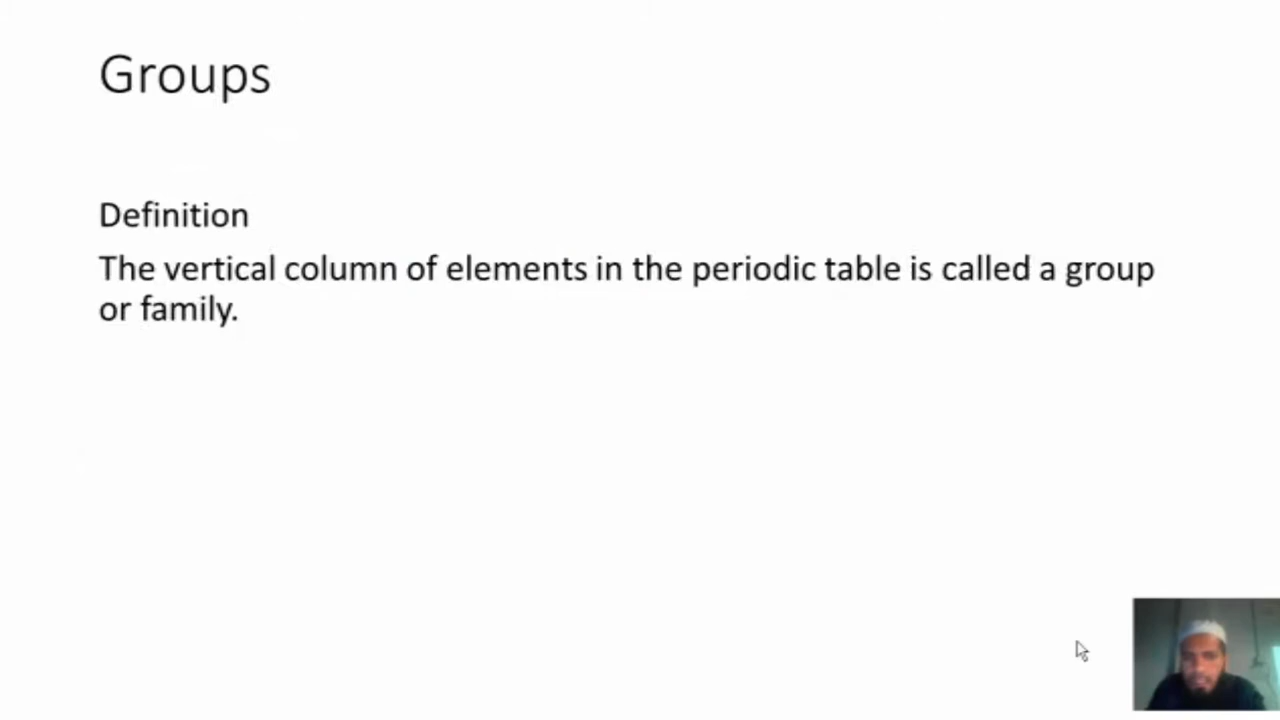 Groups
Definition
The vertical column of elements in the periodic table is called a group
or family.